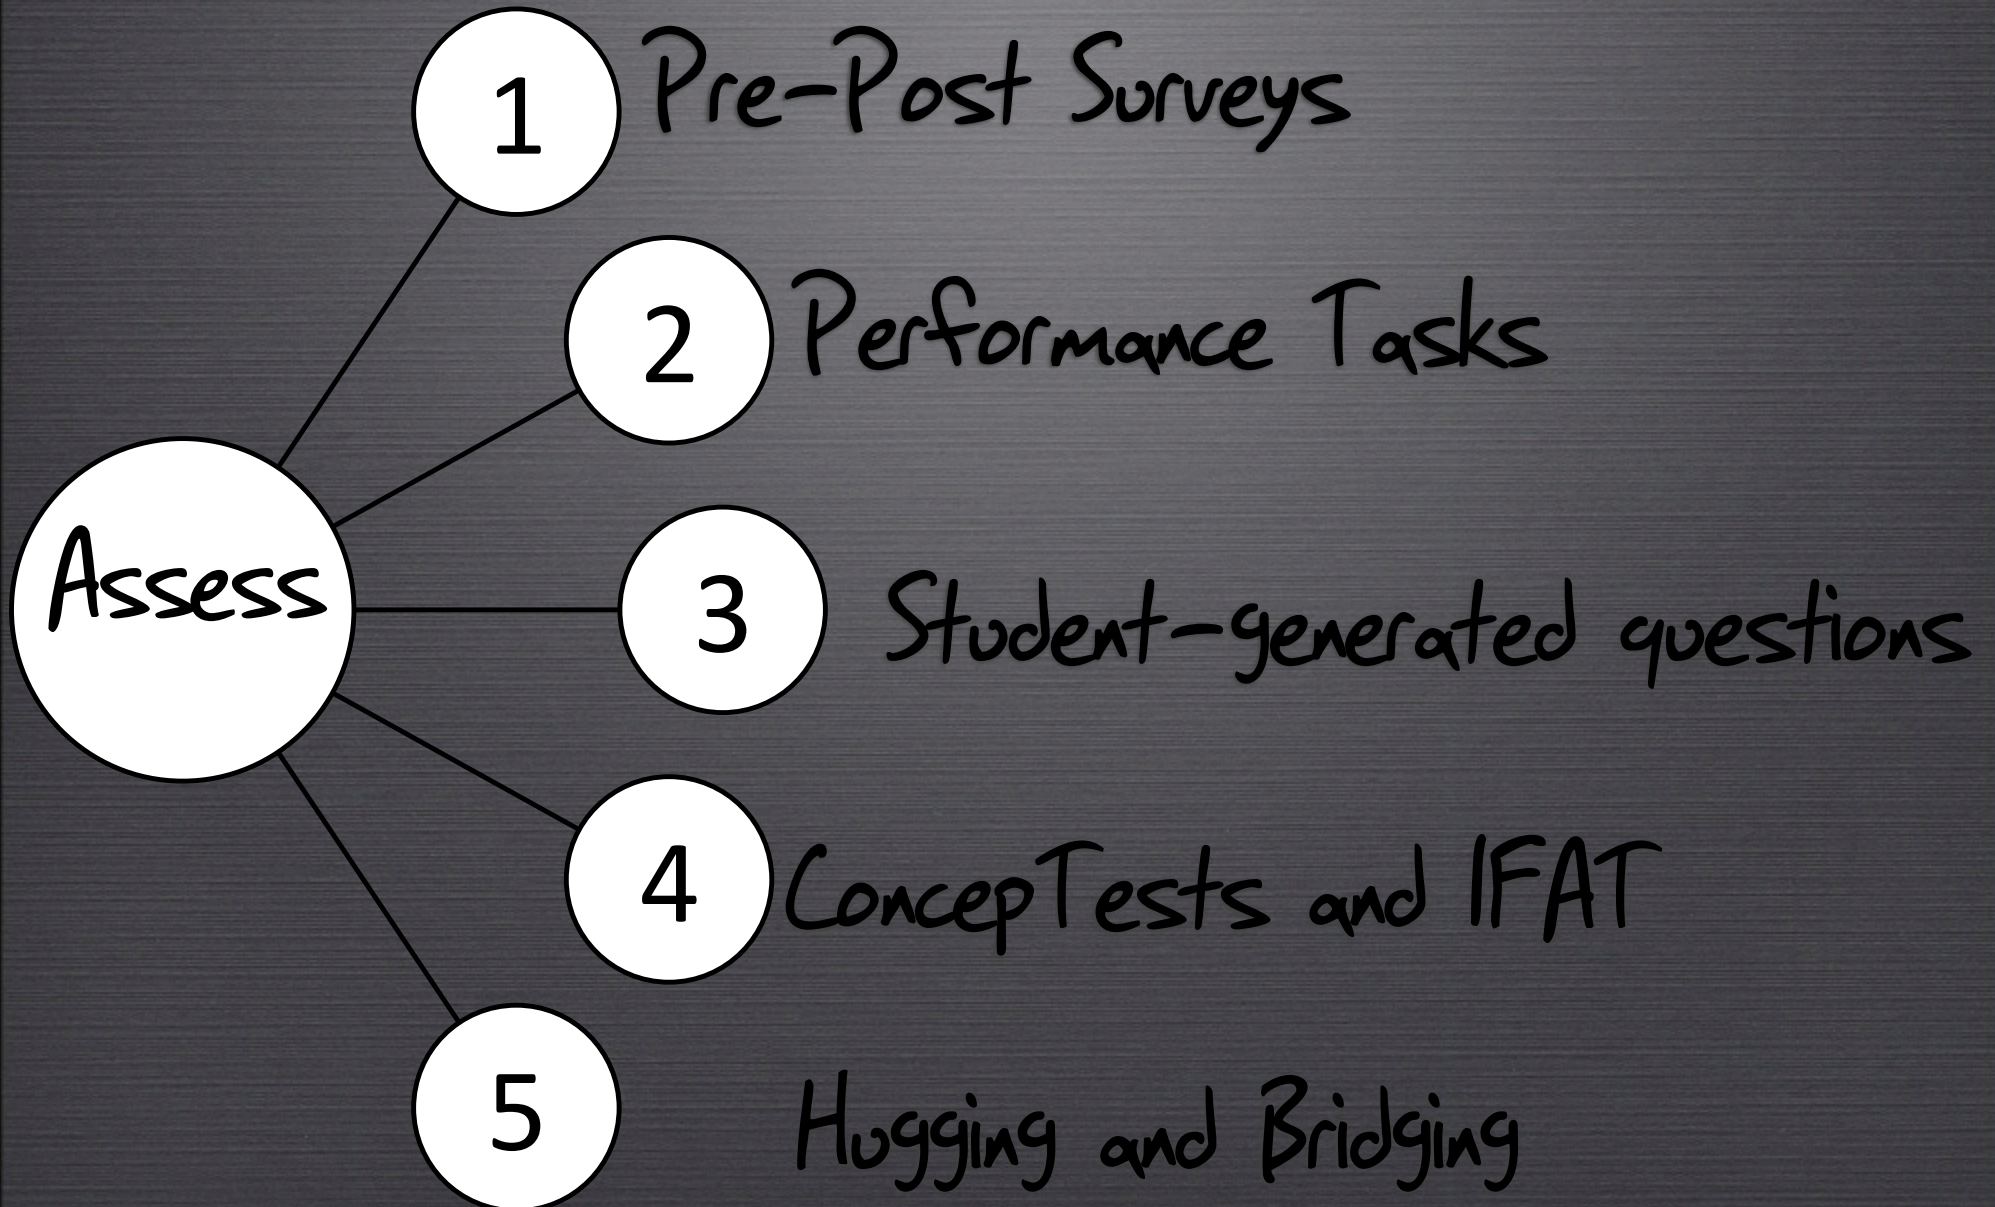 1 Pre-Post Surveys
2 Performance Tasks
Assess
3 Student-generated questions
4 ConcepTests and IFAT
5 Hugging and Bridging